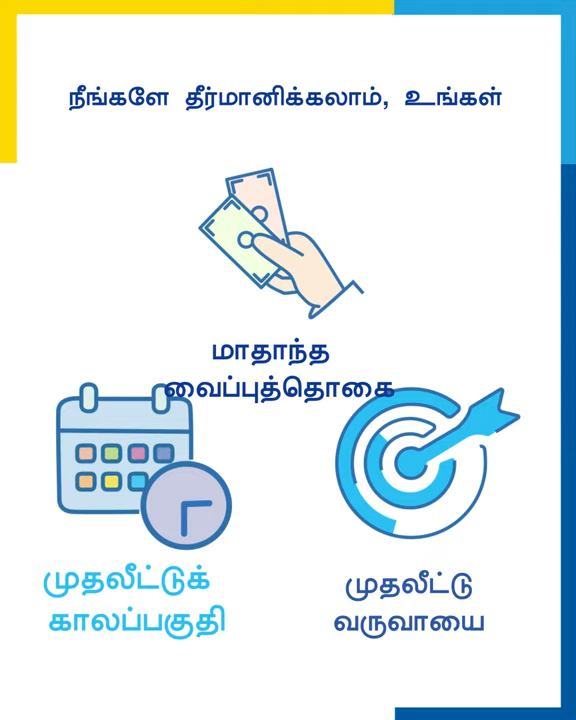 நீங்களே தீர்மானிக்கலாம், உங்கள்
மாதாந்த
வைப்புத்தொகை
முதலீட்டுக்
காலப்பகுதி
முதலீட்டு
வருவாயை